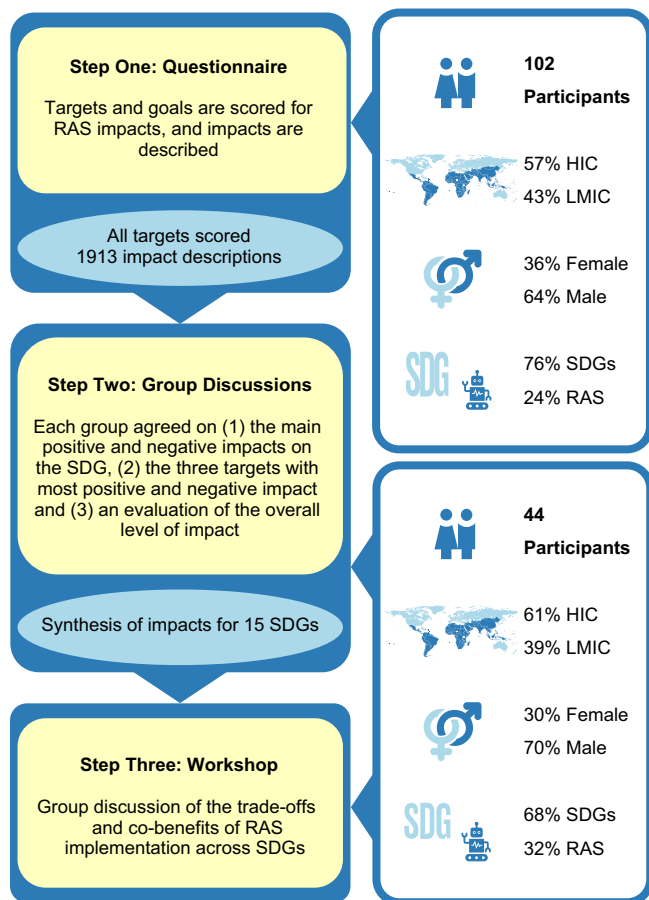 Step One: Questionnaire
Targets and goals are scored for
RAS impacts, and impacts are
described
All targets scored
1913 impact descriptions
102
Participants
57% HIC
43% LMIC
36% Female
64% Male
SDG
76% SDGs
24% RAS
Step Two: Group Discussions
Each group agreed on (1) the main
positive and negative impacts on
the SDG, (2) the three targets with
most positive and negative impact
and (3) an evaluation of the overall
level of impact
Synthesis of impacts for 15 SDGs
Step Three: Workshop
Group discussion of the trade-offs
and co-benefits of RAS
implementation across SDGs
44
Participants
61% HIC
39% LMIC
30% Female
70% Male
SDG
68% SDGs
32% RAS